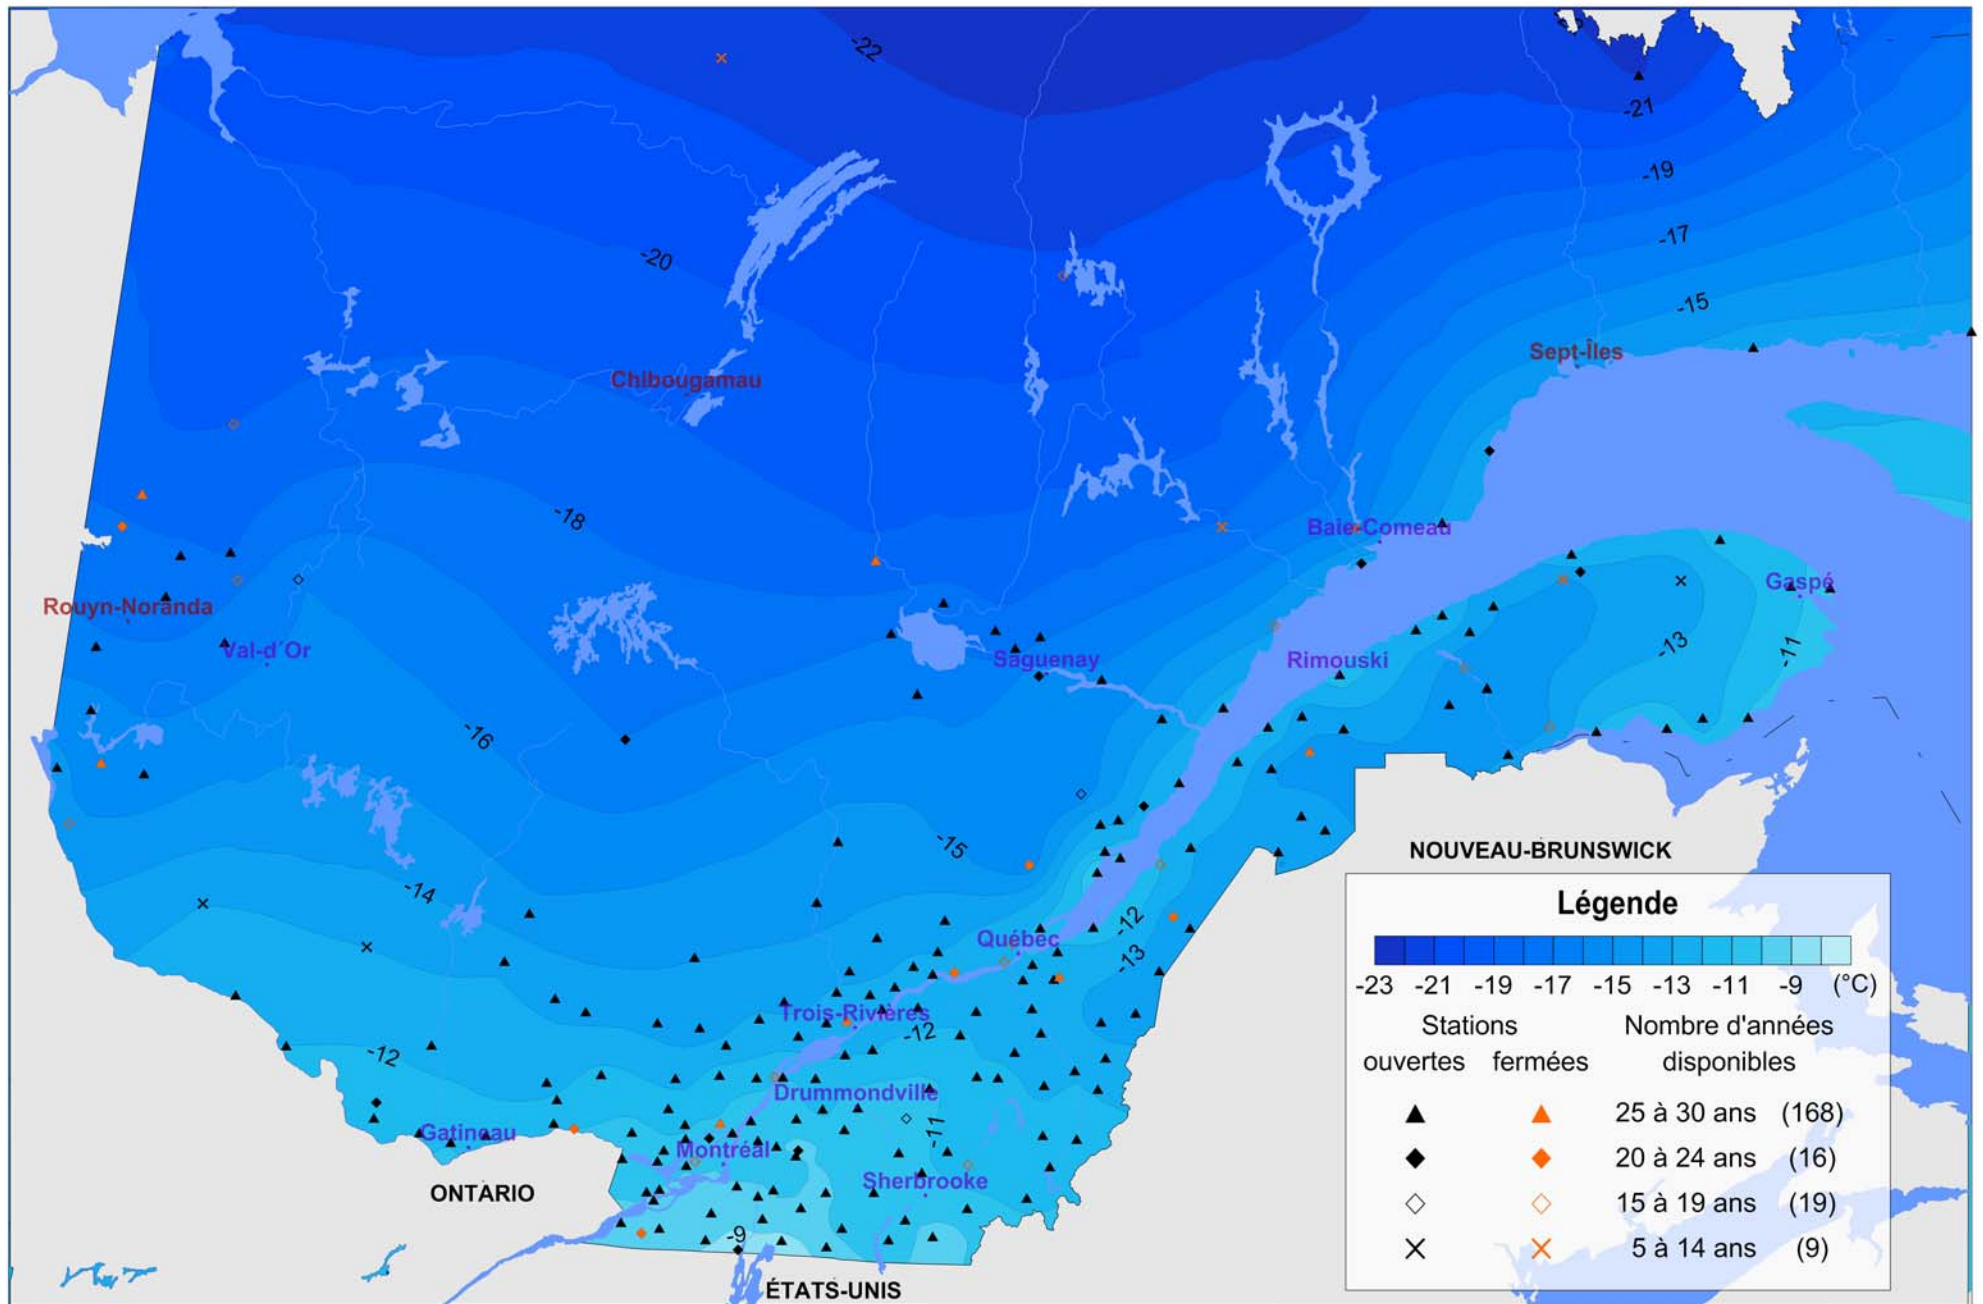 -22
-21
-19
-20
-17
-15
Sept-Îles
Chibougamau
-18
Baie-Comeau
Gaspé
Rouyn-Noranda
Val-d'Or
Saguenay
Rimouski
-13
-11
-16
-15
NOUVEAU-BRUNSWICK
-14
-12
Québec
-13
Trois-Rivières
-12
-12
Drummondville
Gatineau
-11
Montréal
Sherbrooke
ONTARIO
-9
ÉTATS-UNIS
Légende
-23 -21 -19 -17 -15 -13 -11 -9 (°C)
Stations Nombre d'années
ouvertes fermées disponibles
25 à 30 ans (168)
20 à 24 ans (16)
15 à 19 ans (19)
5 à 14 ans (9)